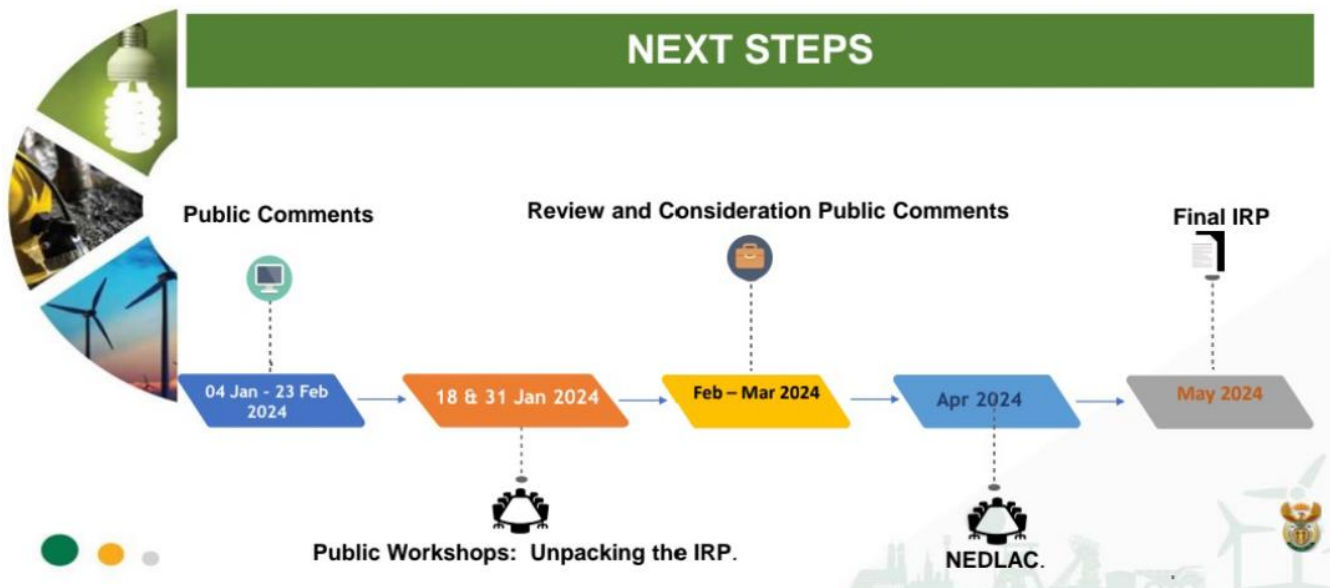 NEXT STEPS
Public Comments
Review and Consideration Public Comments
Final IRP
04 Jan - 23 Feb
2024
18 & 31 Jan 2024
Feb – Mar 2024
Apr 2024
May 2024
Public Workshops: Unpacking the IRP.
NEDLAC.